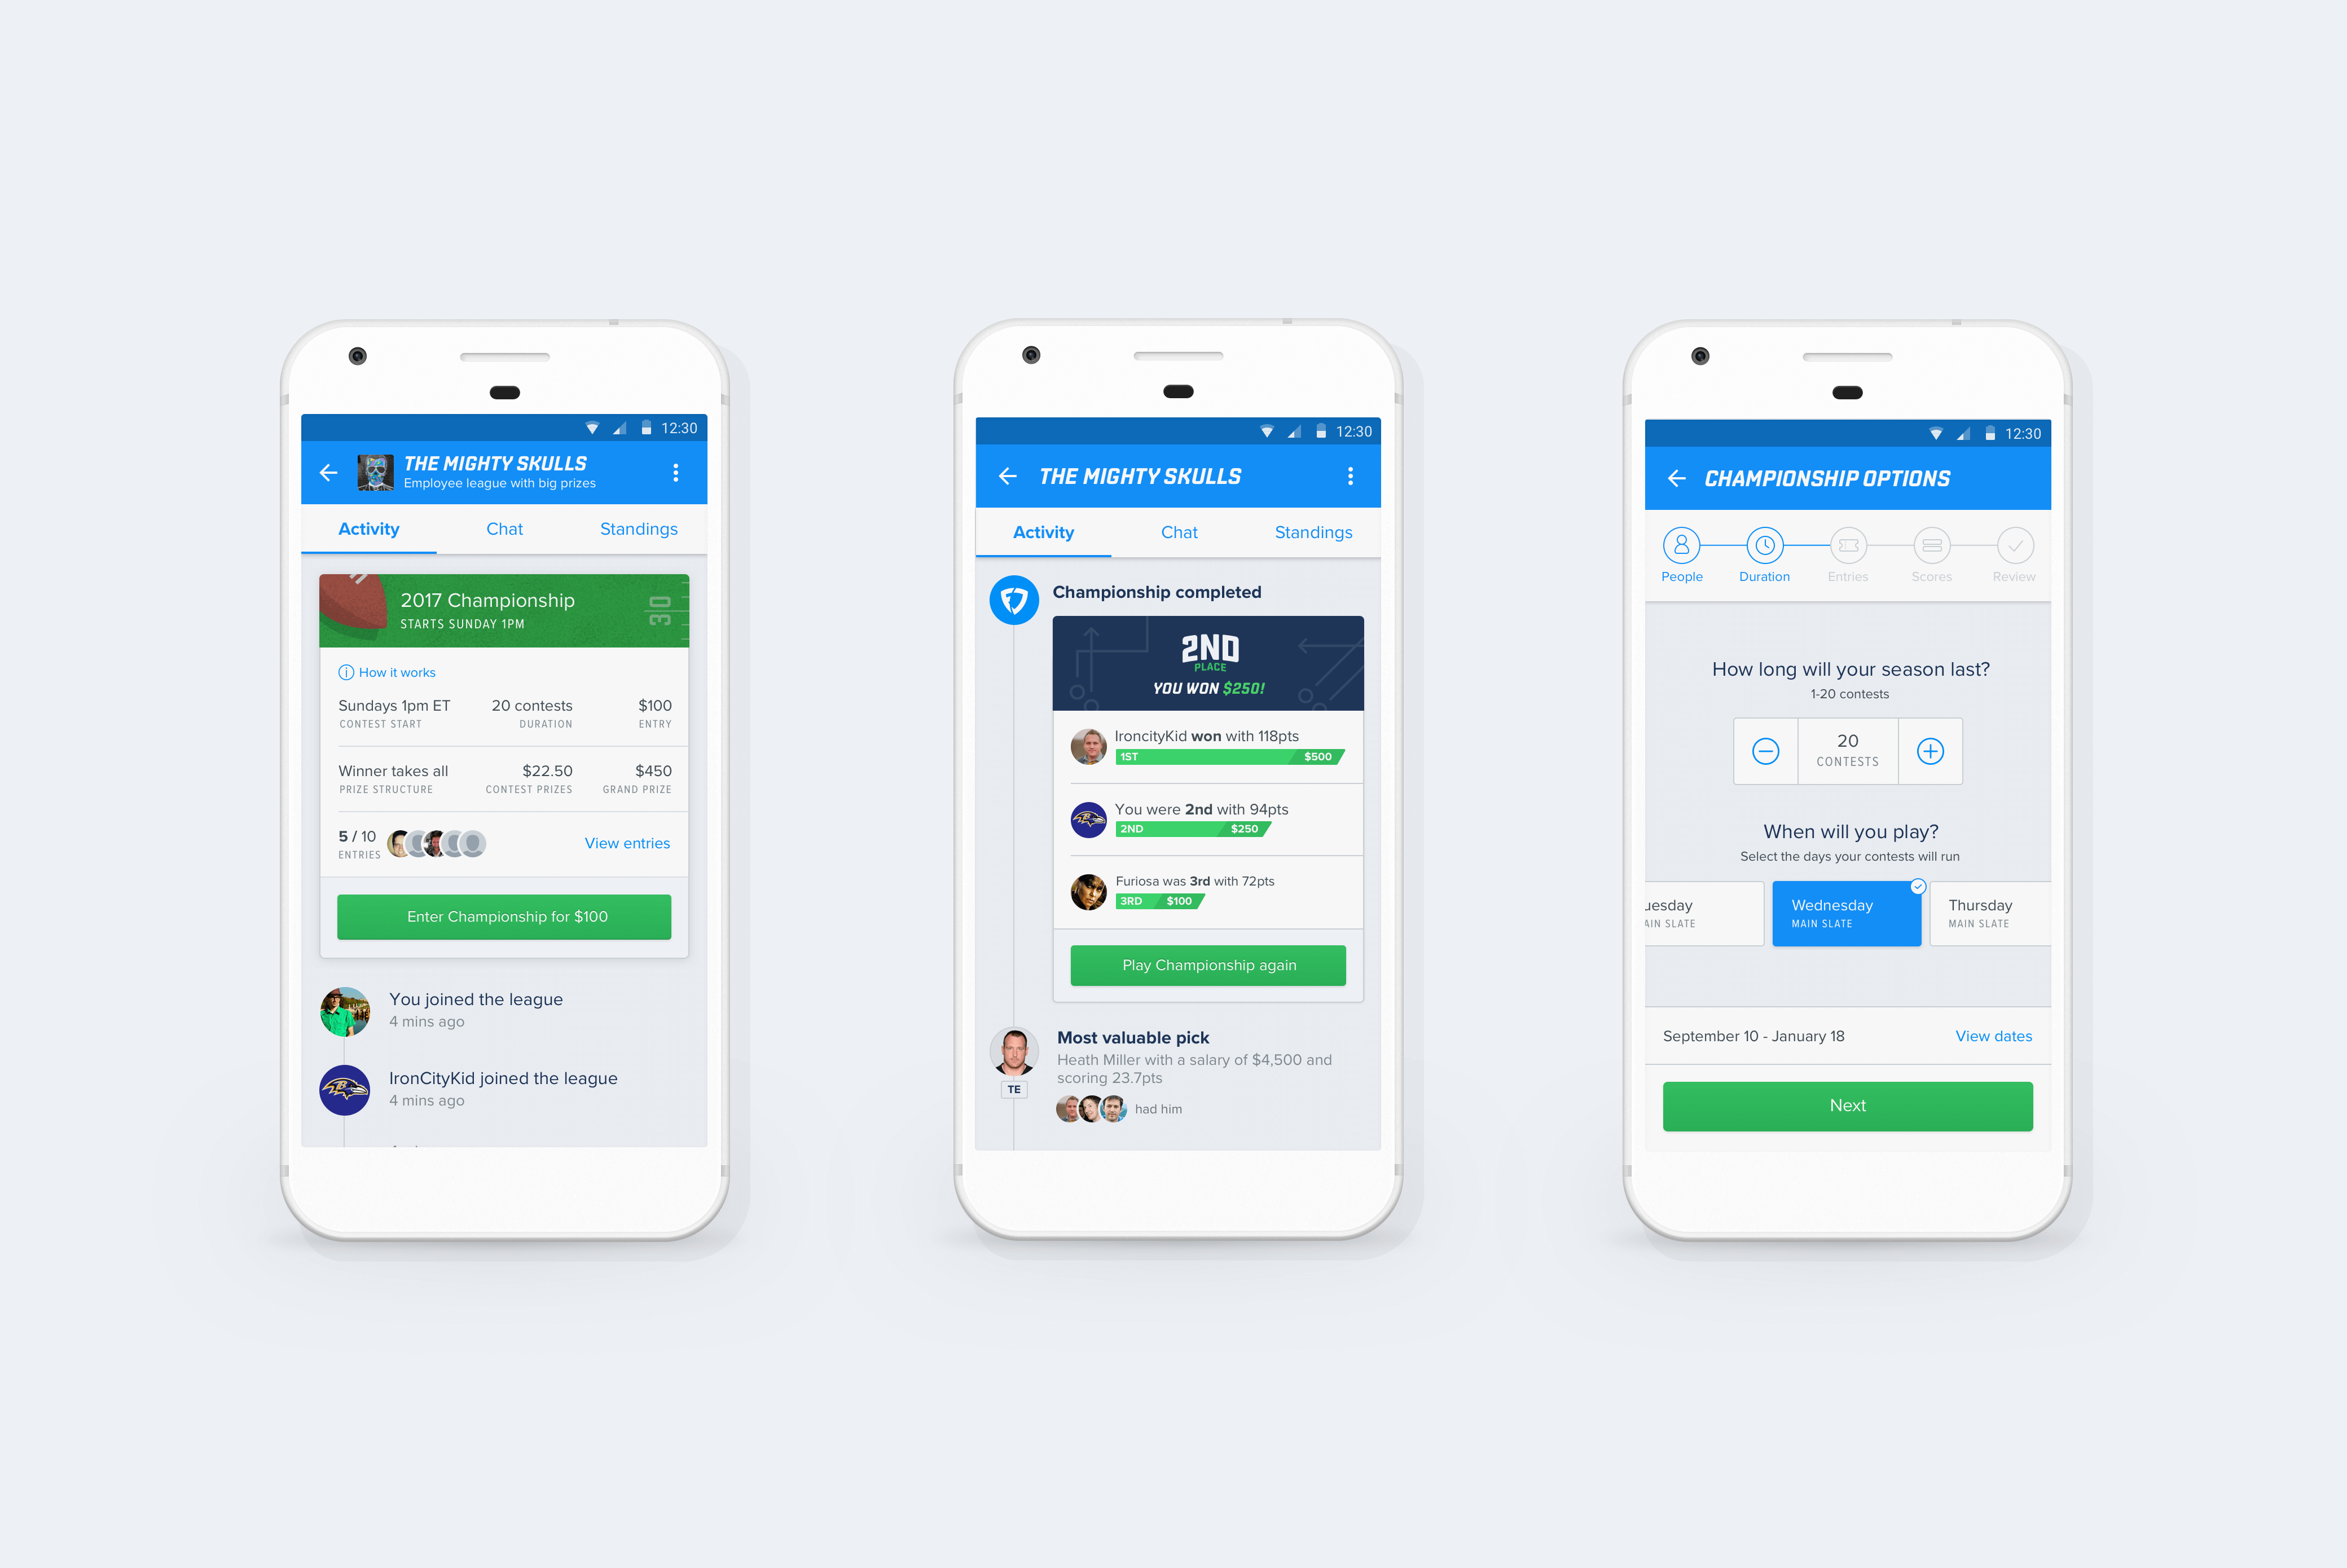 12:30
THE MIGHTY SKULLS
Employee league with big prizes
Activity Chat Standings
2017 Championship
STARTS SUNDAY 1PM
30
How it works
Sundays 1pm ET 20 contests $100
CONTEST START DURATION ENTRY
Winner takes all $22.50 $450
PRIZE STRUCTURE CONTEST PRIZES GRAND PRIZE
5 / 10
ENTRIES
View entries
Enter Championship for $100
You joined the league
4 mins ago
IronCityKid joined the league
4 mins ago
12:30
THE MIGHTY SKULLS
Activity Chat Standings
Championship completed
2ND
PLACE
YOU WON $250!
IroncityKid won with 118pts
1ST $500
You were 2nd with 94pts
2ND $250
Furiosa was 3rd with 72pts
3RD $100
Play Championship again
Most valuable pick
Heath Miller with a salary of $4,500 and
scoring 23.7pts
TE
had him
12:30
CHAMPIONSHIP OPTIONS
People Duration Entries Scores Review
How long will your season last?
1-20 contests
20
CONTESTS
When will you play?
Select the days your contests will run
uesday Wednesday Thursday
AIN SLATE MAIN SLATE MAIN SLATE
September 10 - January 18 View dates
Next